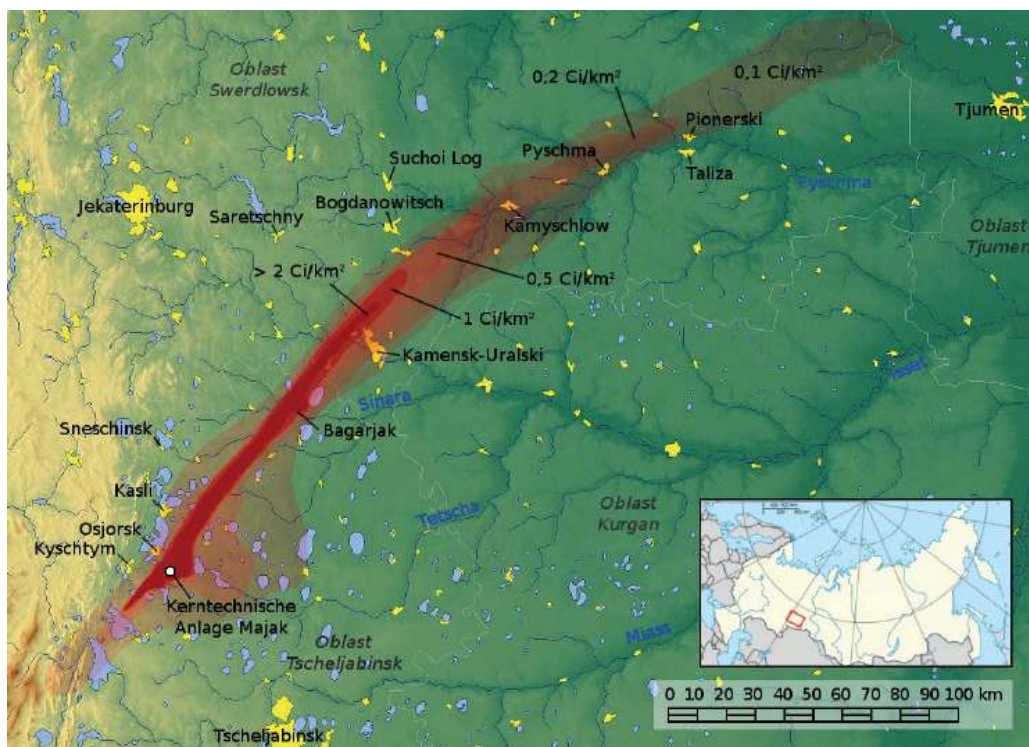 Oblast
Swerdlowsk
0,2 Ci/km²
0,1 Ci/km²
Tjumen
Pionerski
Pyschma
Taliza
Suchoi Log
Bogdanowitsch
Jekaterinburg
Saretschny
Kamyschlow
Pyschma
Oblast
Tjumen
> 2 Ci/km²
0,5 Ci/km²
1 Ci/km²
Kamensk-Uralski
Isset
Sinara
Bagarjak
Sneschinsk
Kasli
Osjorsk
Kyschtym
Tetscha
Oblast
Kurgan
Kerntechnische
Anlage Majak
Oblast
Tscheljabinsk
Miass
0 10 20 30 40 50 60 70 80 90 100 km
Tscheljabinsk